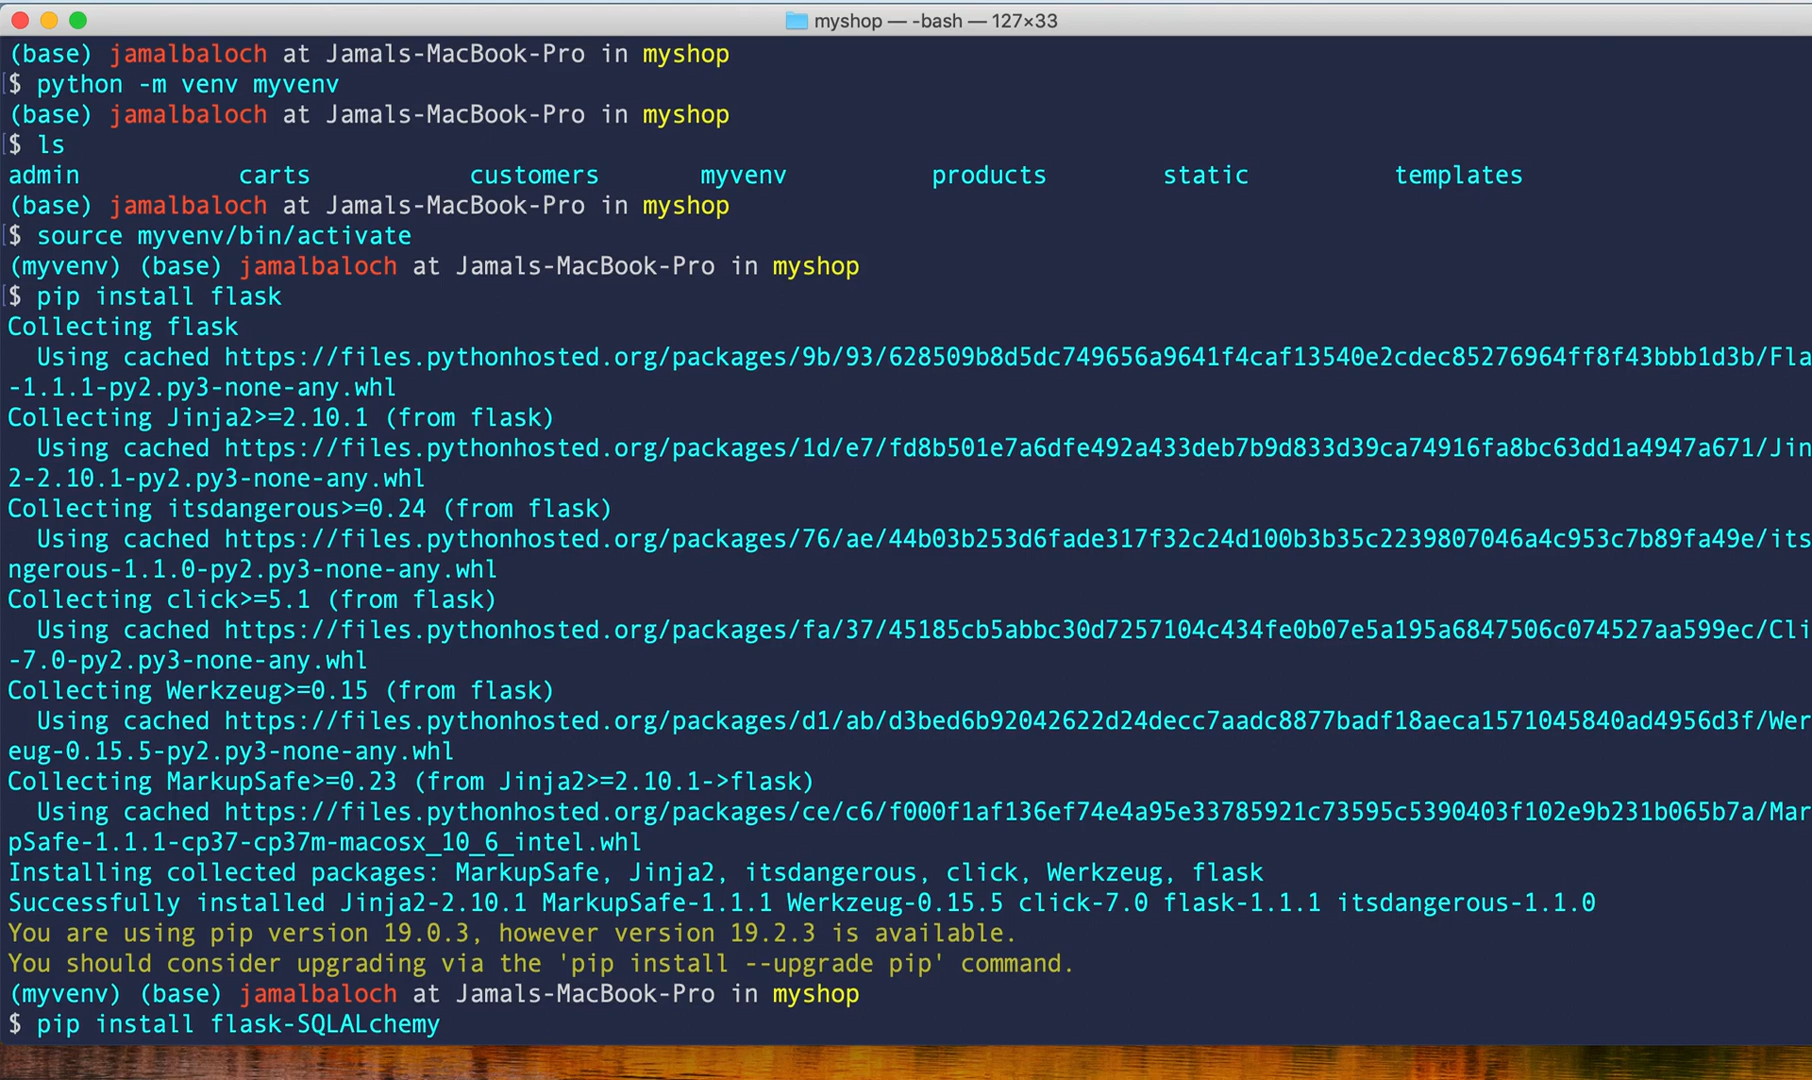 myshop — -bash — 127×33
(base) jamalbaloch at Jamals-MacBook-Pro in myshop
[$ python -m venv myvenv
(base) jamalbaloch at Jamals-MacBook-Pro in myshop
[$ ls
admin carts customers myvenv products static templates
(base) jamalbaloch at Jamals-MacBook-Pro in myshop
[$ source myvenv/bin/activate
(myvenv) (base) jamalbaloch at Jamals-MacBook-Pro in myshop
[$ pip install flask
Collecting flask
  Using cached https://files.pythonhosted.org/packages/9b/93/628509b8d5dc749656a9641f4caf13540e2cdec85276964ff8f43bbb1d3b/Fla
-1.1.1-py2.py3-none-any.whl
Collecting Jinja2>=2.10.1 (from flask)
  Using cached https://files.pythonhosted.org/packages/1d/e7/fd8b501e7a6dfe492a433deb7b9d833d39ca74916fa8bc63dd1a4947a671/Jin
2-2.10.1-py2.py3-none-any.whl
Collecting itsdangerous>=0.24 (from flask)
  Using cached https://files.pythonhosted.org/packages/76/ae/44b03b253d6fade317f32c24d100b3b35c2239807046a4c953c7b89fa49e/its
ngerous-1.1.0-py2.py3-none-any.whl
Collecting click>=5.1 (from flask)
  Using cached https://files.pythonhosted.org/packages/fa/37/45185cb5abbc30d7257104c434fe0b07e5a195a6847506c074527aa599ec/Cli
-7.0-py2.py3-none-any.whl
Collecting Werkzeug>=0.15 (from flask)
  Using cached https://files.pythonhosted.org/packages/d1/ab/d3bed6b92042622d24decc7aadc8877badf18aeca1571045840ad4956d3f/Wer
eug-0.15.5-py2.py3-none-any.whl
Collecting MarkupSafe>=0.23 (from Jinja2>=2.10.1->flask)
  Using cached https://files.pythonhosted.org/packages/ce/c6/f000f1af136ef74e4a95e33785921c73595c5390403f102e9b231b065b7a/Mar
pSafe-1.1.1-cp37-cp37m-macosx_10_6_intel.whl
Installing collected packages: MarkupSafe, Jinja2, itsdangerous, click, Werkzeug, flask
Successfully installed Jinja2-2.10.1 MarkupSafe-1.1.1 Werkzeug-0.15.5 click-7.0 flask-1.1.1 itsdangerous-1.1.0
You are using pip version 19.0.3, however version 19.2.3 is available.
You should consider upgrading via the 'pip install --upgrade pip' command.
(myvenv) (base) jamalbaloch at Jamals-MacBook-Pro in myshop
$ pip install flask-SQLALchemy